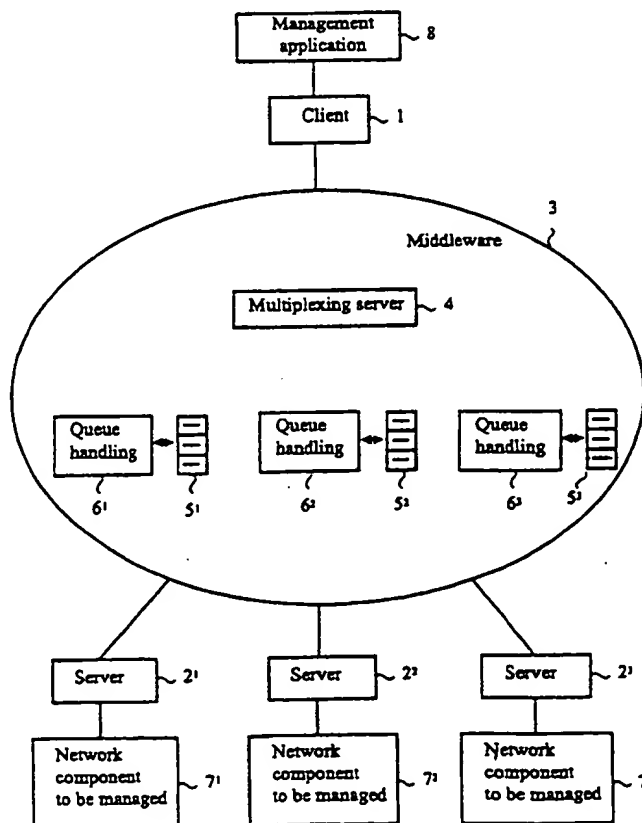 Management
application
8
Client
1
3
Middleware
Multiplexing server
4
Queue
handling
Queue
handling
Queue
handling
6¹
5¹
6²
5²
6³
5³
Server
2¹
Server
2²
Server
2³
Network
component
to be managed
7¹
Network
component
to be managed
7²
Network
component
to be managed
7